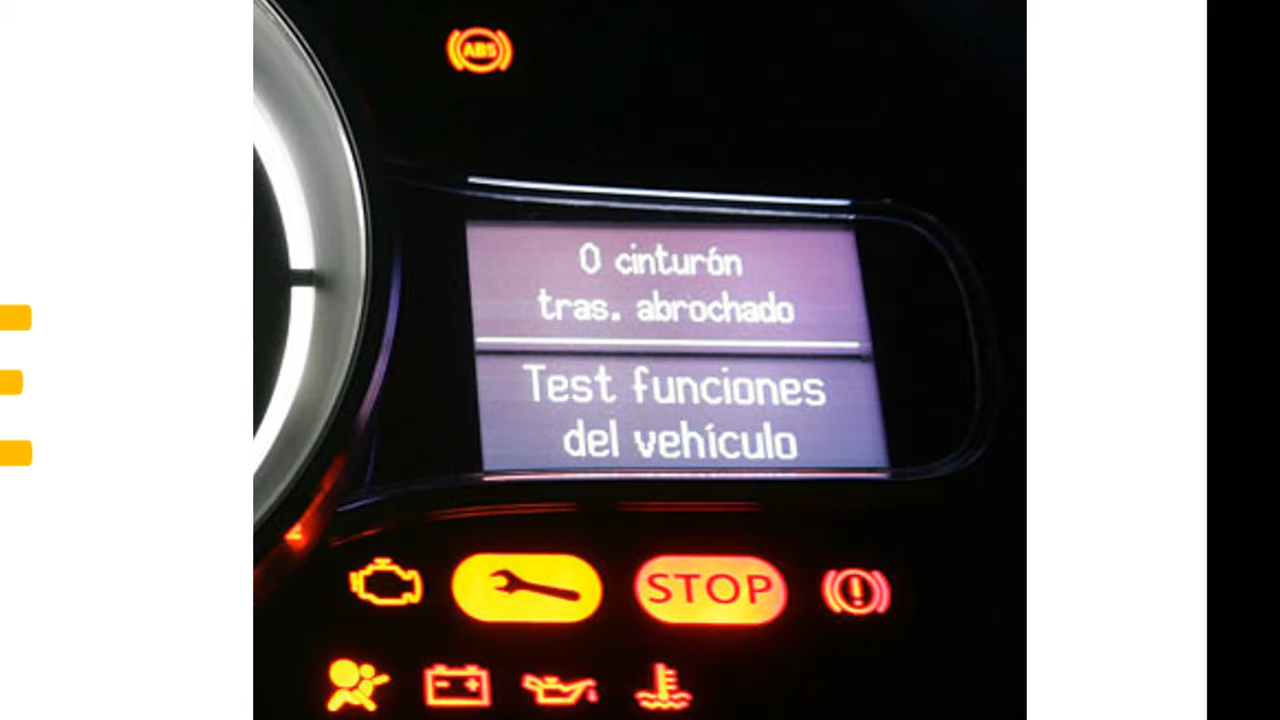 ABS
0 cinturón
tras. abrochado
Test funciones
del vehículo
STOP